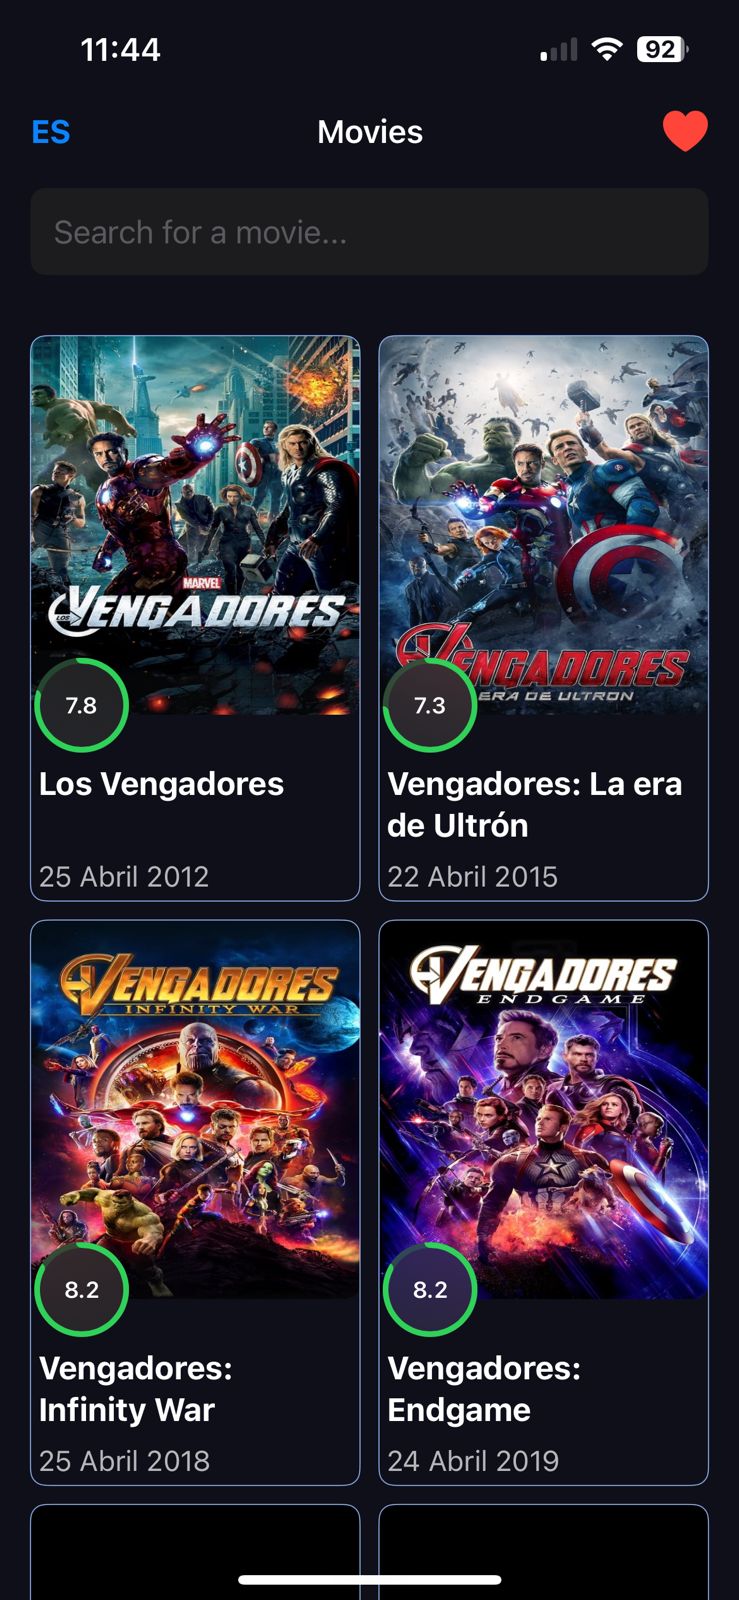 11:44
92
ES
Movies
Search for a movie...
MARVEL
LOS VENGADORES
7.8
Los Vengadores
25 Abril 2012
VENGADORES
ERA DE ULTRON
7.3
Vengadores: La era
de Ultrón
22 Abril 2015
VENGADORES
INFINITY WAR
8.2
Vengadores:
Infinity War
25 Abril 2018
VENGADORES
ENDGAME
8.2
Vengadores:
Endgame
24 Abril 2019